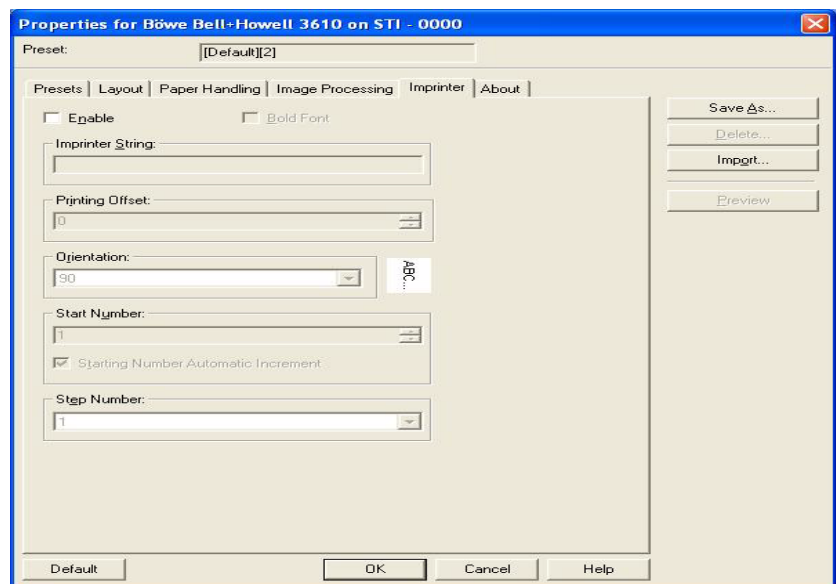 Properties for Böwe Bell+Howell 3610 on STI - 0000
Preset: [Default][2]
Presets Layout Paper Handling Image Processing Imprinter About
Enable Bold Font
Imprinter String:
Printing Offset:
0
Orientation:
90
ABC...
Start Number:
1
Starting Number Automatic Increment
Step Number:
1
Save As...
Delete...
Import...
Preview
Default OK Cancel Help